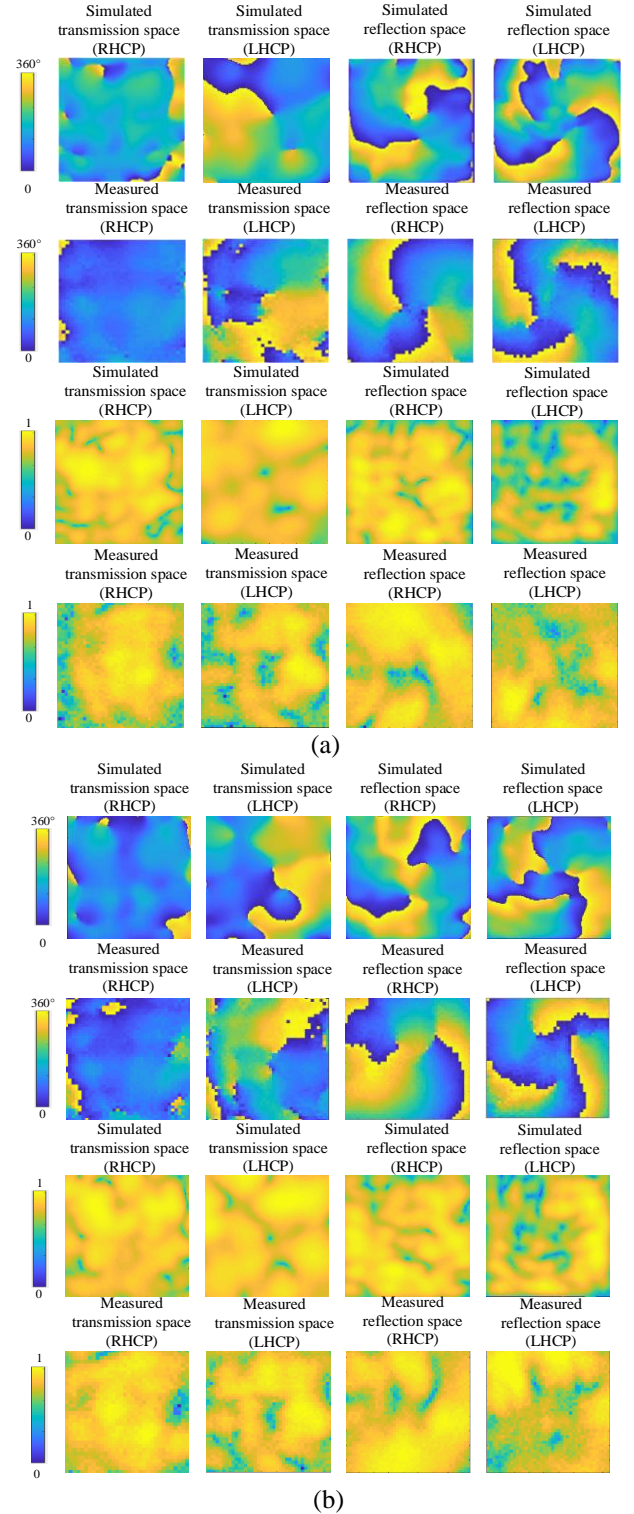 Simulated transmission space (RHCP)
Simulated transmission space (LHCP)
Simulated reflection space (RHCP)
Simulated reflection space (LHCP)
360°
0
Measured transmission space (RHCP)
Measured transmission space (LHCP)
Measured reflection space (RHCP)
Measured reflection space (LHCP)
360°
0
Simulated transmission space (RHCP)
Simulated transmission space (LHCP)
Simulated reflection space (RHCP)
Simulated reflection space (LHCP)
1
0
Measured transmission space (RHCP)
Measured transmission space (LHCP)
Measured reflection space (RHCP)
Measured reflection space (LHCP)
1
0
(a)
Simulated transmission space (RHCP)
Simulated transmission space (LHCP)
Simulated reflection space (RHCP)
Simulated reflection space (LHCP)
360°
0
Measured transmission space (RHCP)
Measured transmission space (LHCP)
Measured reflection space (RHCP)
Measured reflection space (LHCP)
360°
0
Simulated transmission space (RHCP)
Simulated transmission space (LHCP)
Simulated reflection space (RHCP)
Simulated reflection space (LHCP)
1
0
Measured transmission space (RHCP)
Measured transmission space (LHCP)
Measured reflection space (RHCP)
Measured reflection space (LHCP)
1
0
(b)